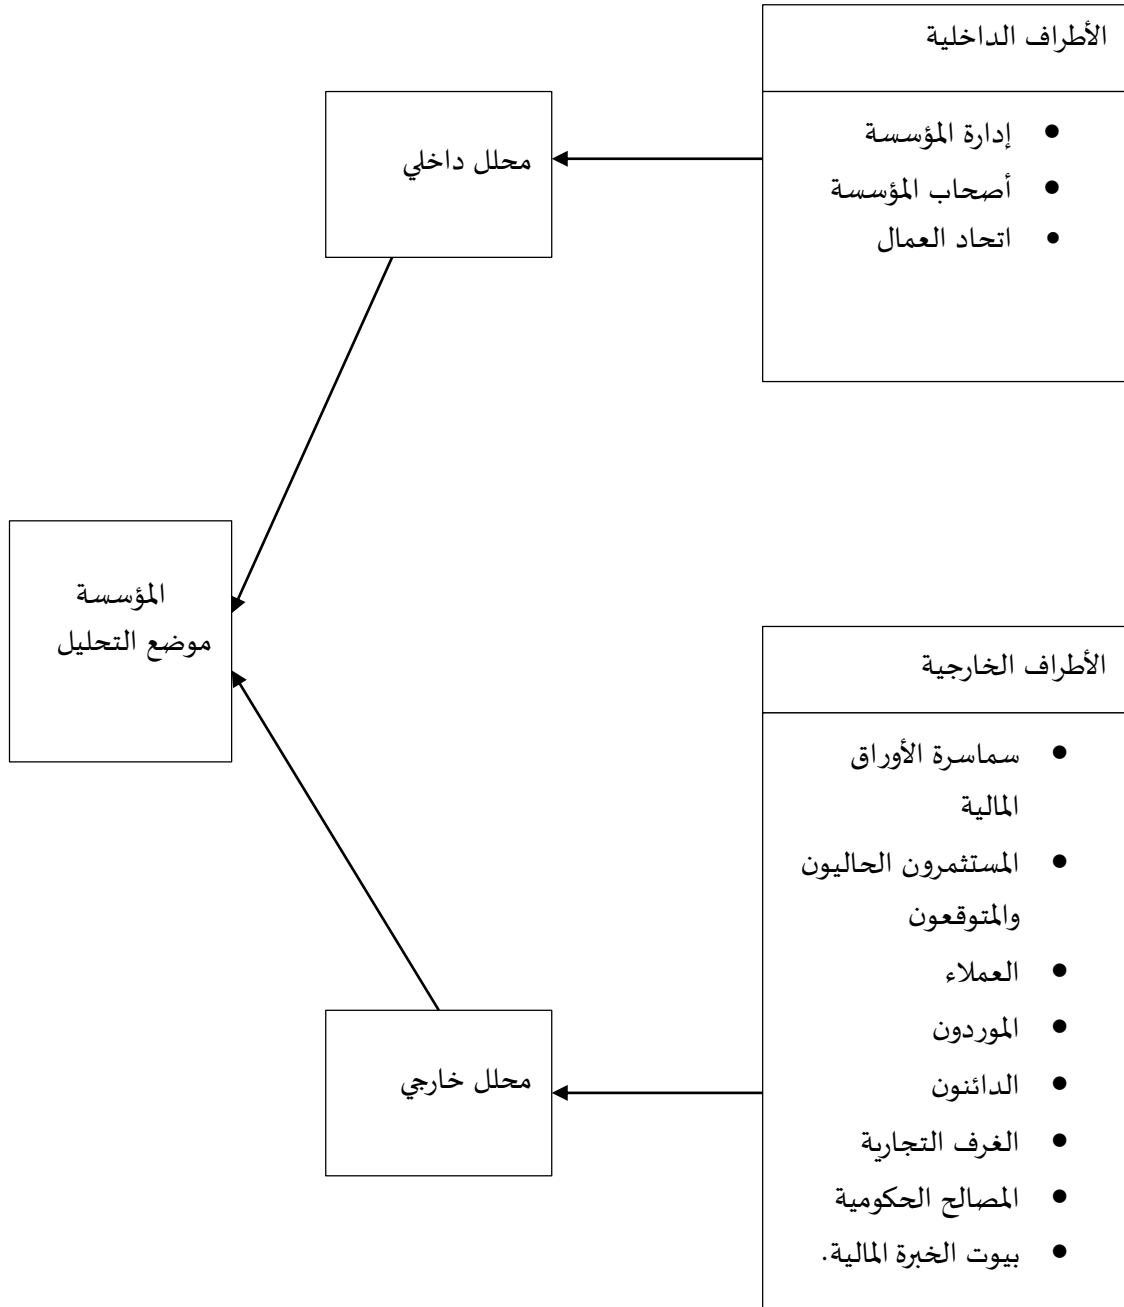 الأطراف الداخلية
إدارة المؤسسة
أصحاب المؤسسة
اتحاد العمال
محلل داخلي
المؤسسة
موضع التحليل
الأطراف الخارجية
سماسرة الأوراق
المالية
المستثمرون الحاليون
والمتوقعون
العملاء
الموردون
الدائنون
الغرف التجارية
المصالح الحكومية
بيوت الخبرة المالية.
محلل خارجي